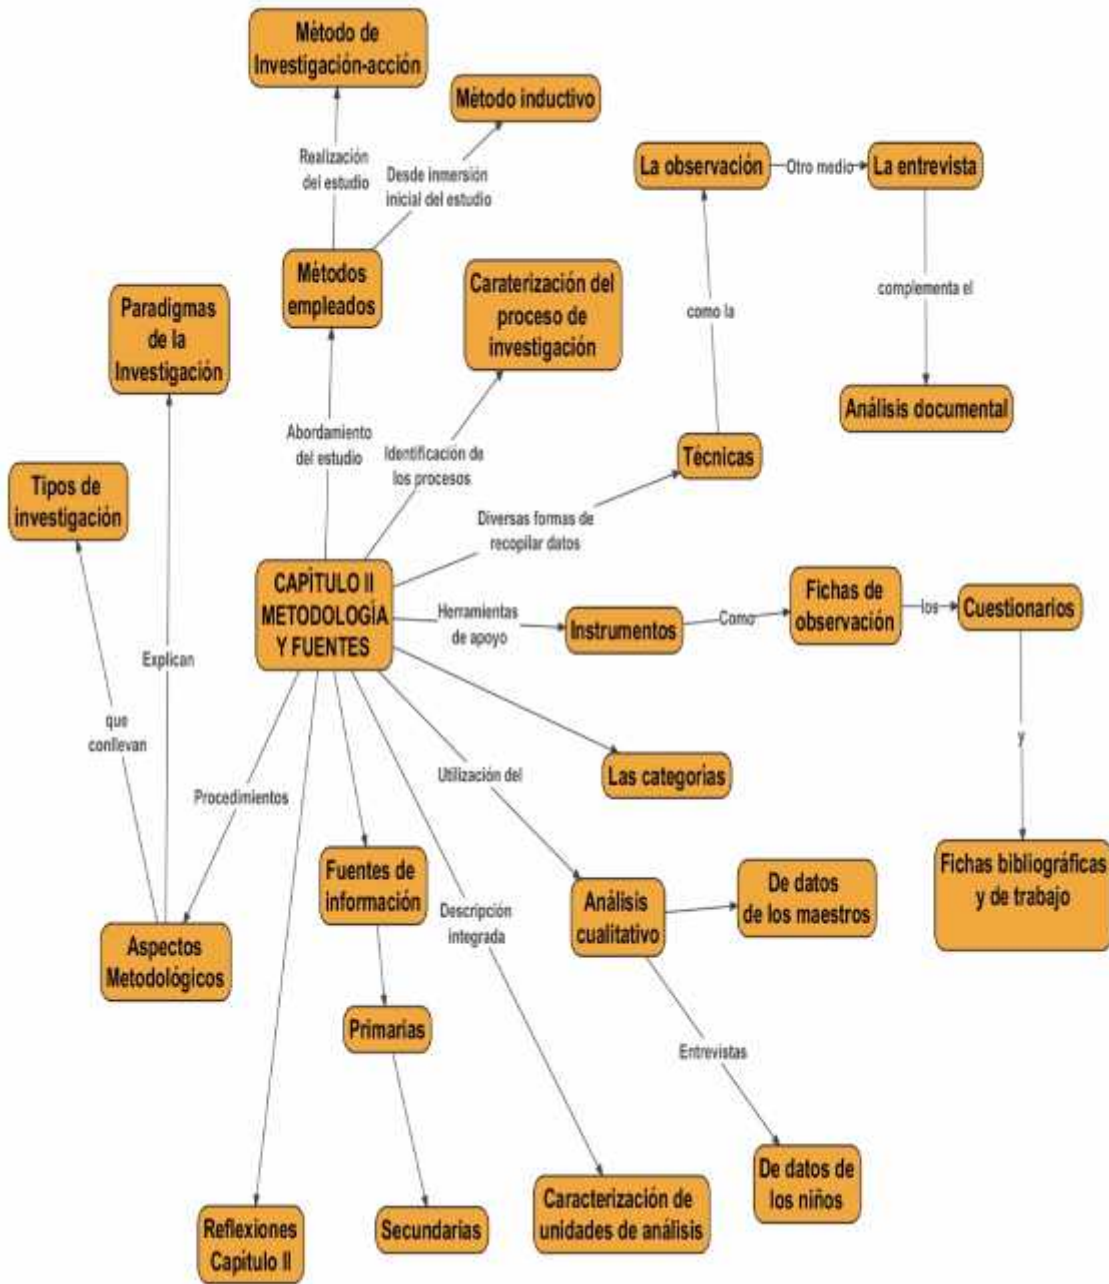 Método de
Investigación-acción
Método inductivo
Realización
del estudio
Desde inmersión
inicial del estudio
La observación
Otro medio
La entrevista
Métodos
empleados
Caraterización del
proceso de
investigación
como la
complementa el
Paradigmas
de la
Investigación
Análisis documental
Abordamiento
del estudio
Identificación de
los procesos
Técnicas
Tipos de
investigación
Diversas formas de
recopilar datos
CAPÍTULO II
METODOLOGÍA
Y FUENTES
Herramientas
de apoyo
Instrumentos
Como
Fichas de
observación
los
Cuestionarios
Explican
que
conllevan
y
Utilización del
Las categorias
Procedimientos
Fuentes de
información
Descripción
integrada
Análisis
cualitativo
De datos
de los maestros
Fichas bibliográficas
y de trabajo
Aspectos
Metodológicos
Primarias
Entrevistas
Reflexiones
Capítulo II
Secundarias
Caracterización de
unidades de análisis
De datos de
los niños